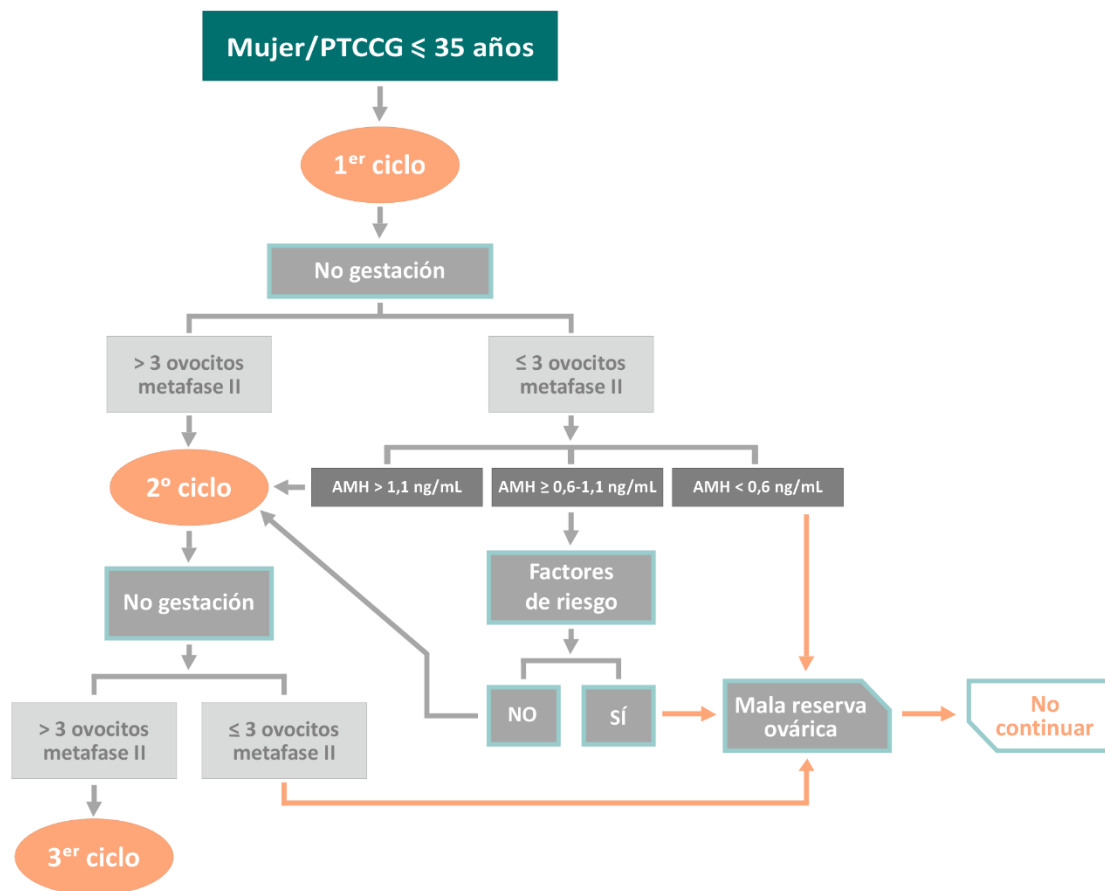 Mujer/PTCCG ≤ 35 años
1er ciclo
No gestación
> 3 ovocitos
metafase II
≤ 3 ovocitos
metafase II
2º ciclo
AMH > 1,1 ng/mL
AMH ≥ 0,6-1,1 ng/mL
AMH < 0,6 ng/mL
No gestación
Factores
de riesgo
> 3 ovocitos
metafase II
≤ 3 ovocitos
metafase II
NO
SÍ
Mala reserva
ovárica
No
continuar
3er ciclo